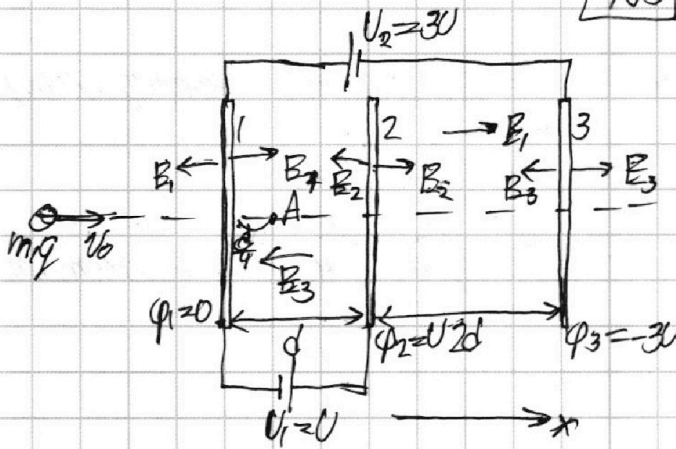 U₂=3U
1
2
E₁
3
E₁
E₁
E₂
E₂
E₃
E₃
A
m,q
v₀
d/4
E₃
φ₁=0
d
φ₂=U
2d
φ₃=-3U
U₁=U
x